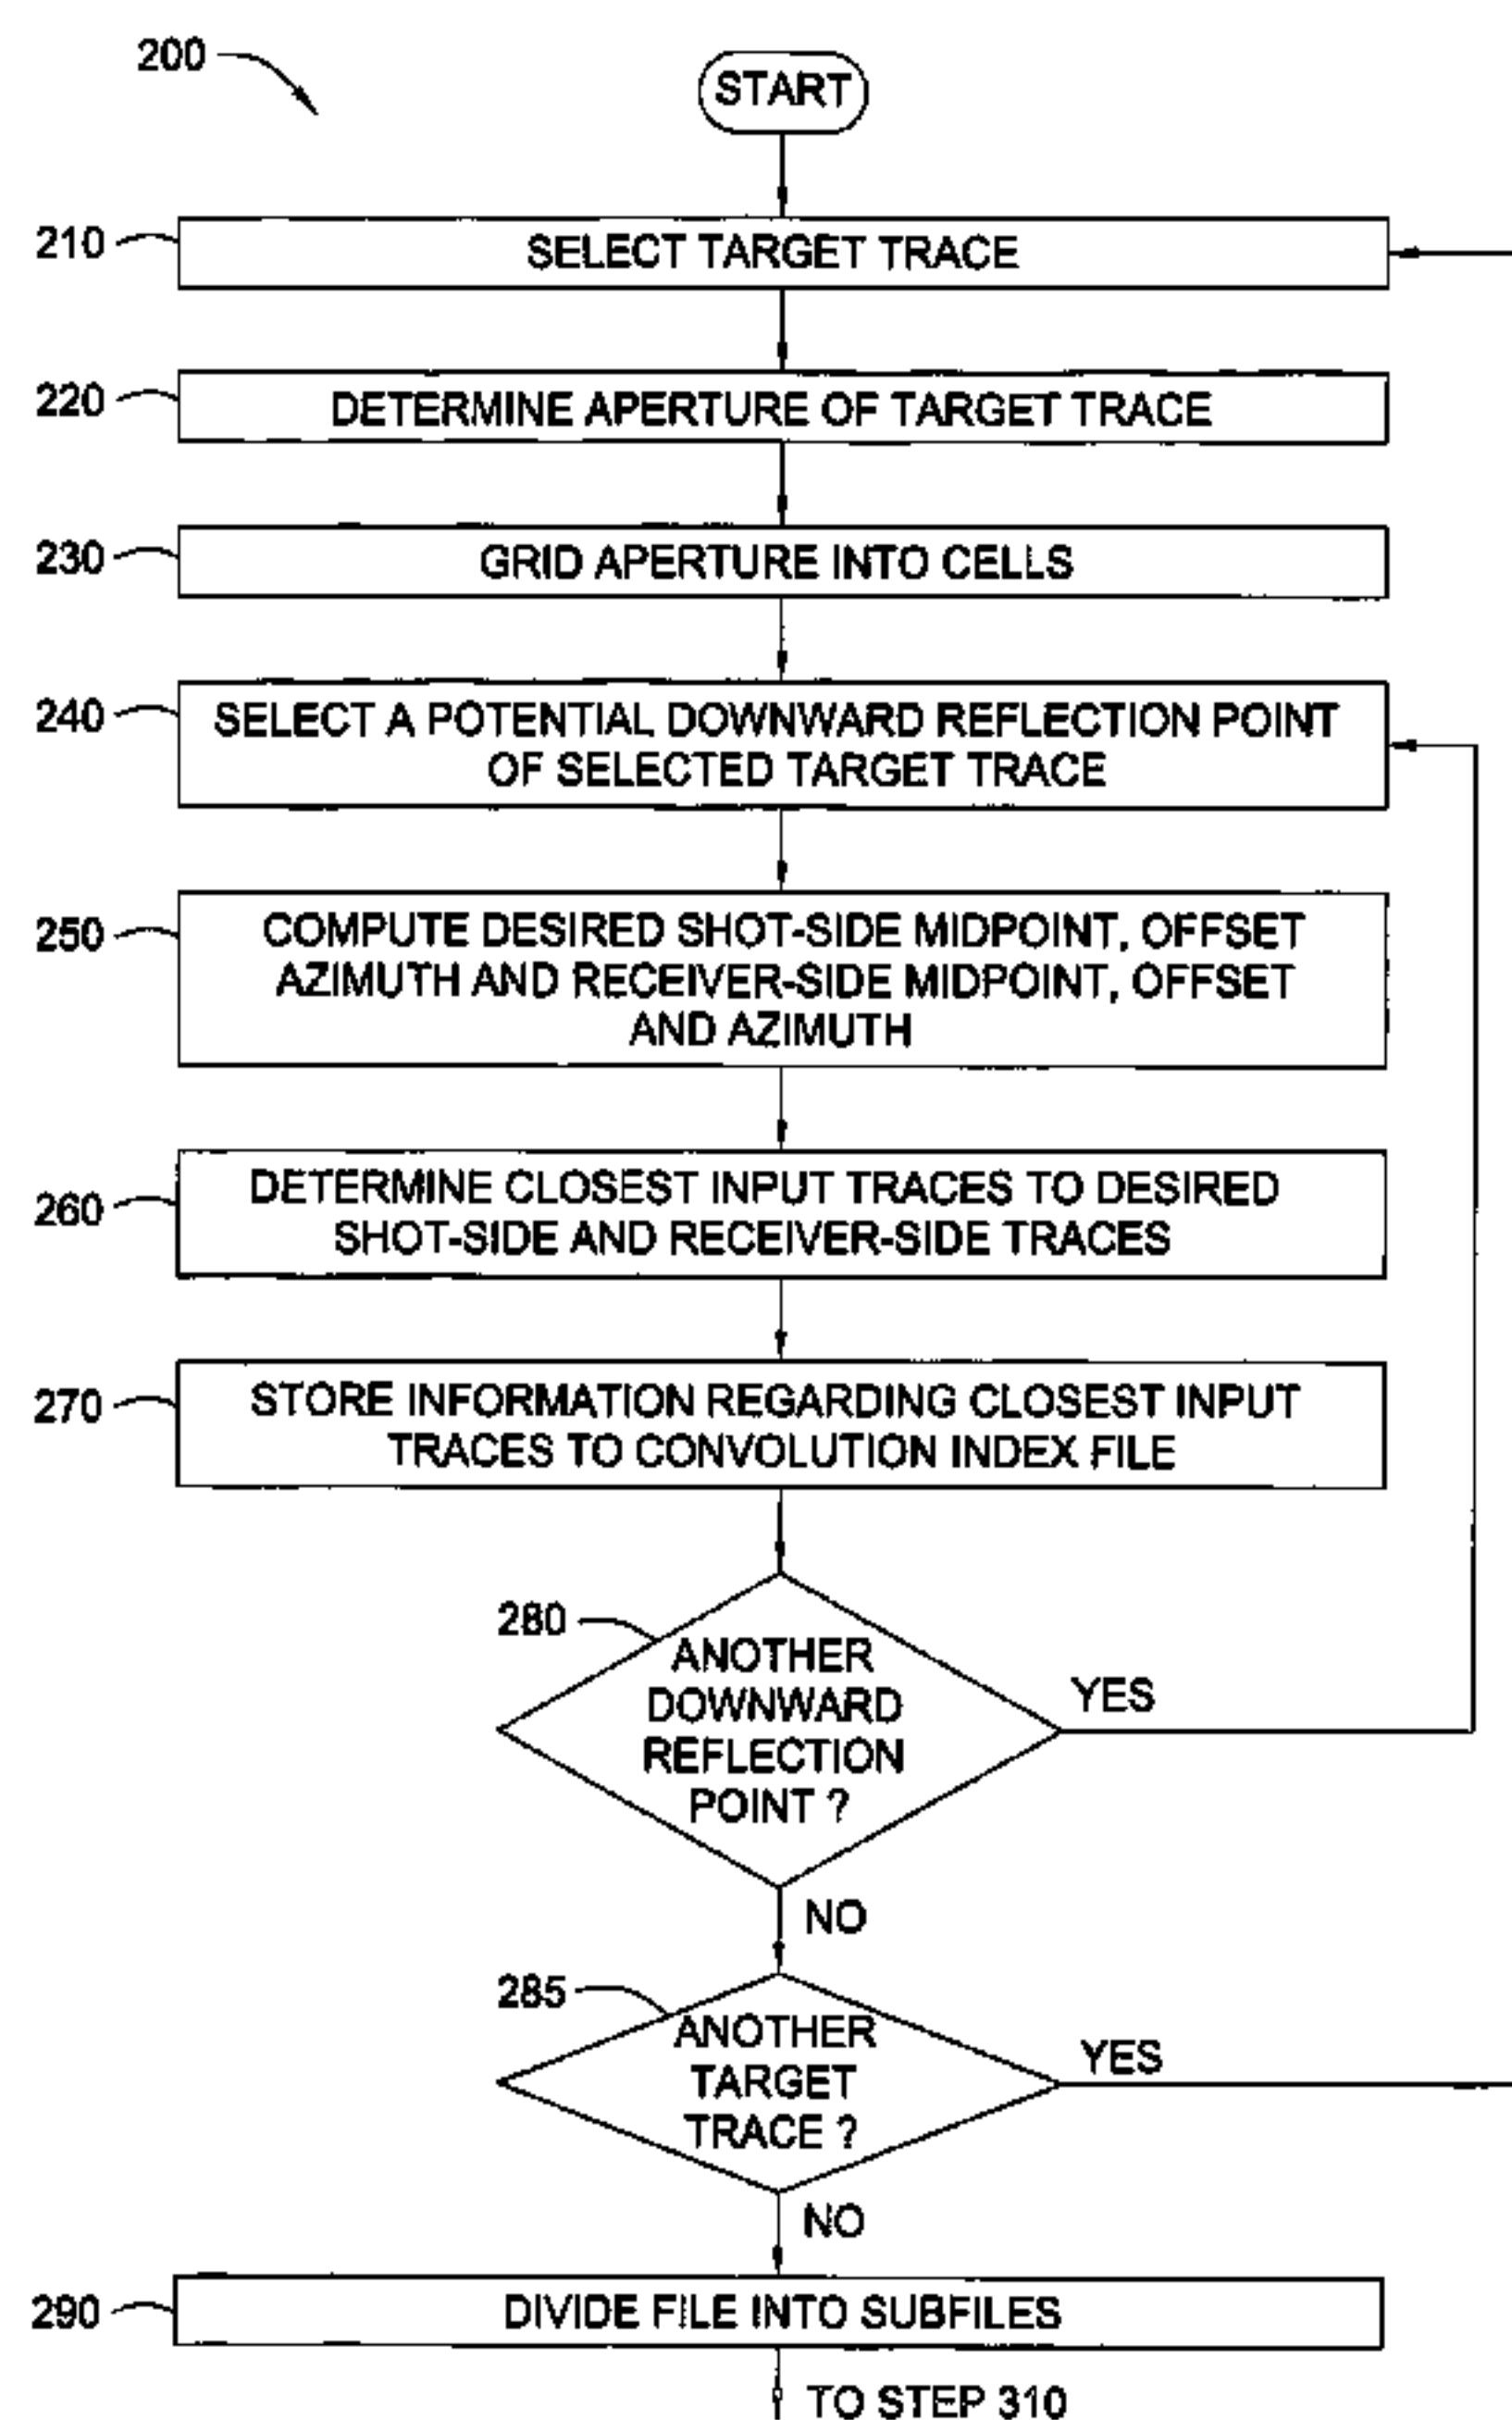 200
START
210
SELECT TARGET TRACE
220
DETERMINE APERTURE OF TARGET TRACE
230
GRID APERTURE INTO CELLS
240
SELECT A POTENTIAL DOWNWARD REFLECTION POINT
OF SELECTED TARGET TRACE
250
COMPUTE DESIRED SHOT-SIDE MIDPOINT, OFFSET
AZIMUTH AND RECEIVER-SIDE MIDPOINT, OFFSET
AND AZIMUTH
260
DETERMINE CLOSEST INPUT TRACES TO DESIRED
SHOT-SIDE AND RECEIVER-SIDE TRACES
270
STORE INFORMATION REGARDING CLOSEST INPUT
TRACES TO CONVOLUTION INDEX FILE
280
ANOTHER
DOWNWARD
REFLECTION
POINT ?
YES
NO
285
ANOTHER
TARGET
TRACE ?
YES
NO
290
DIVIDE FILE INTO SUBFILES
TO STEP 310